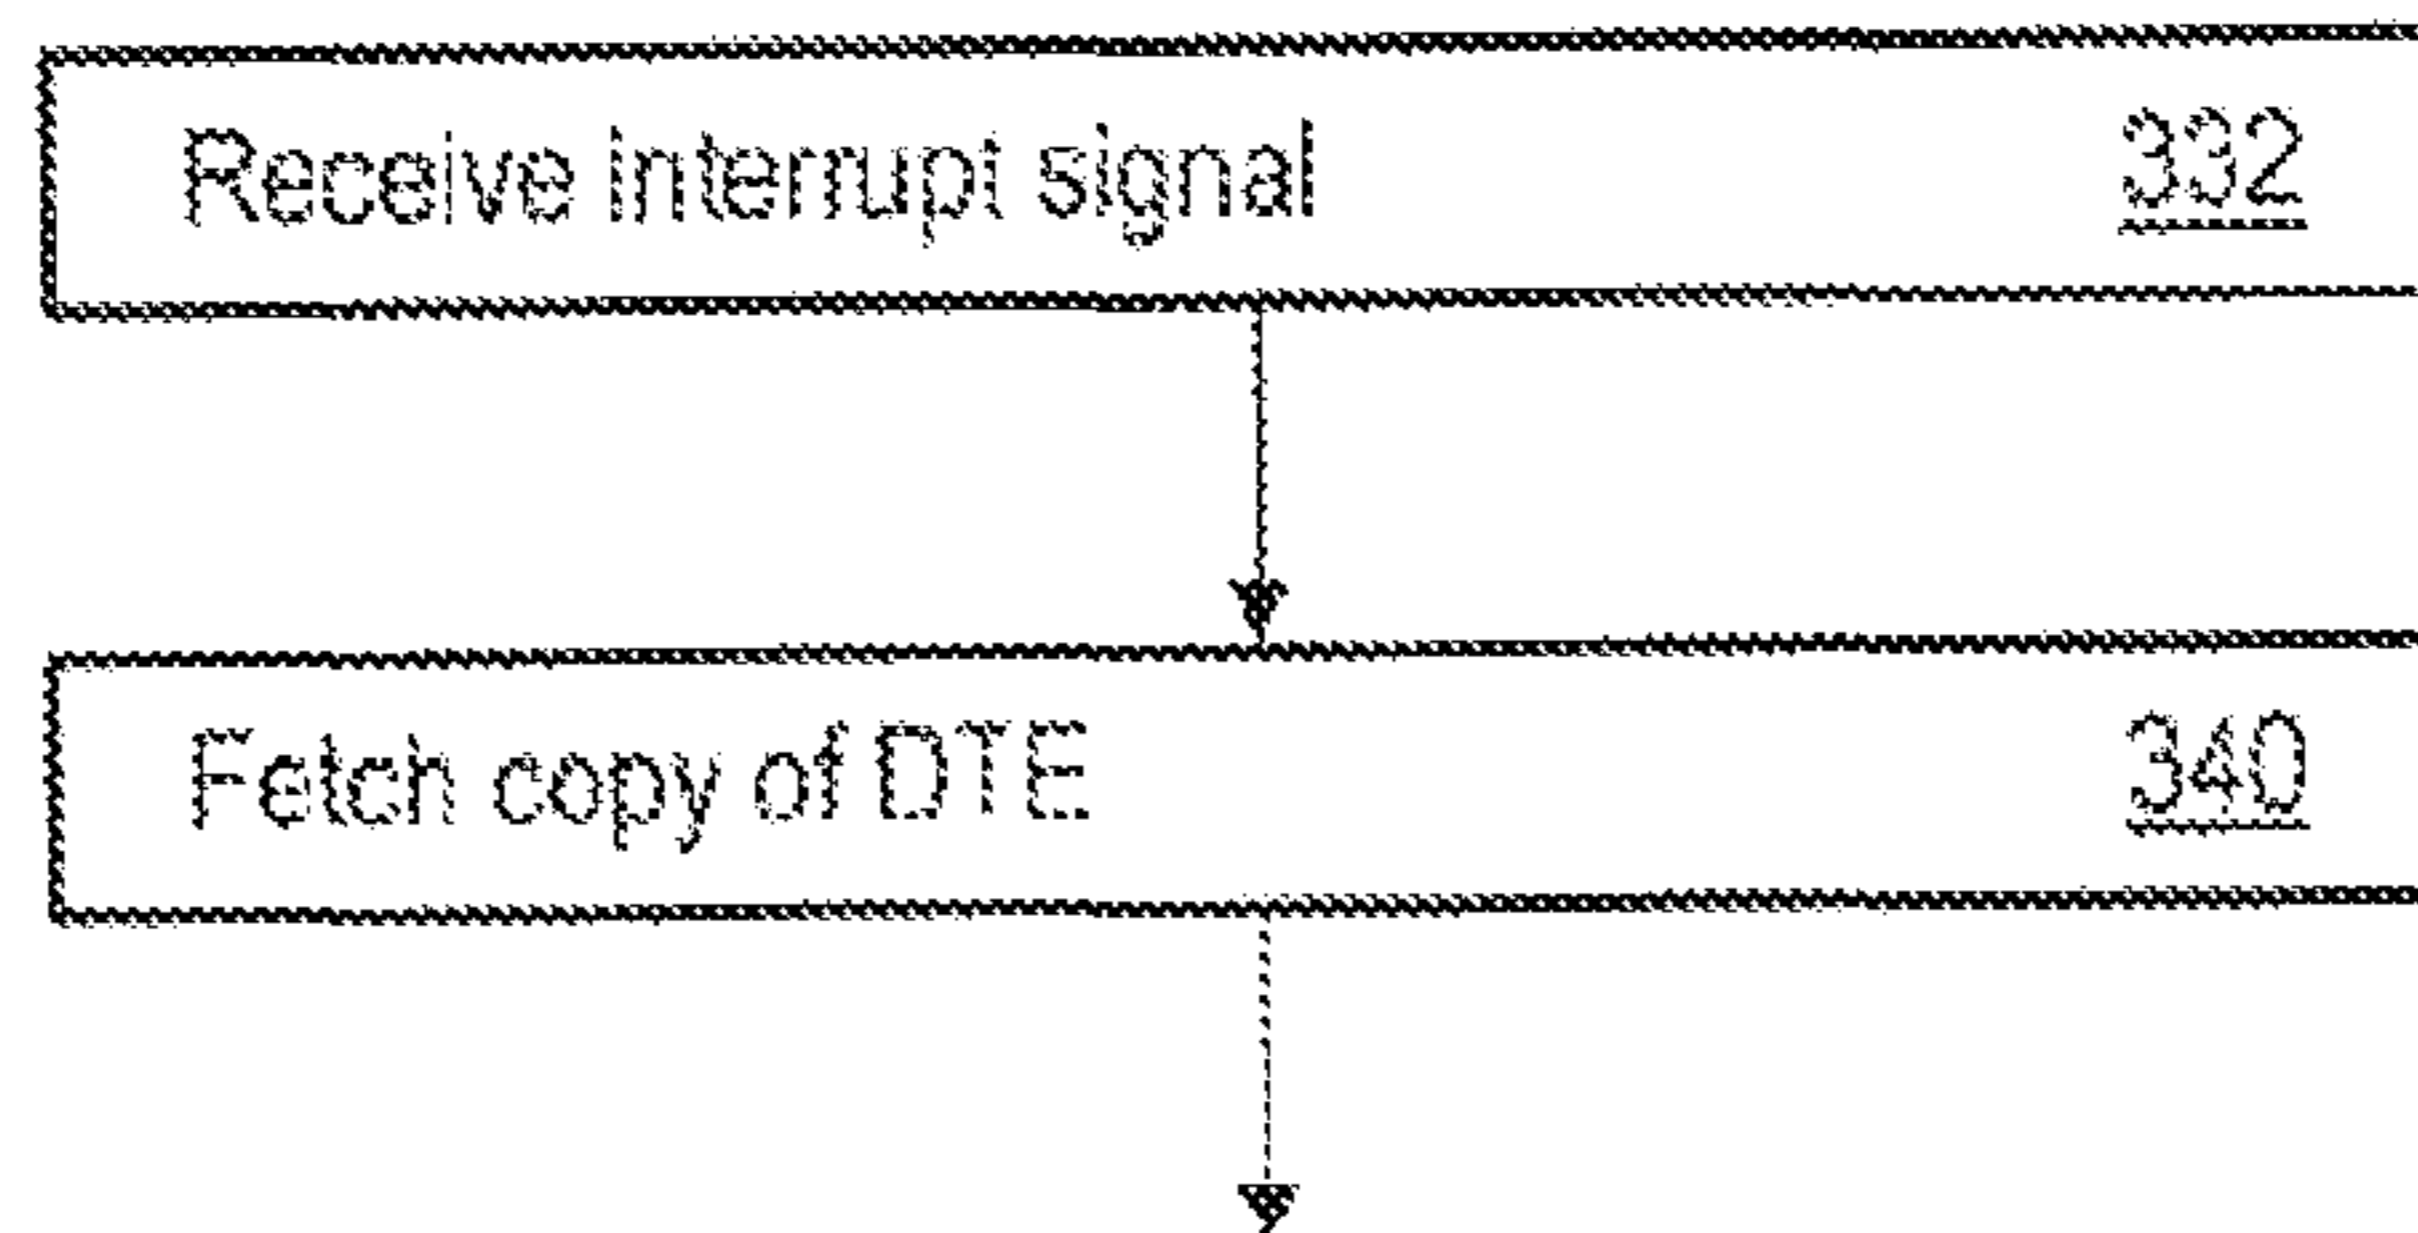 Receive interrupt signal 332
Fetch copy of DTE 340